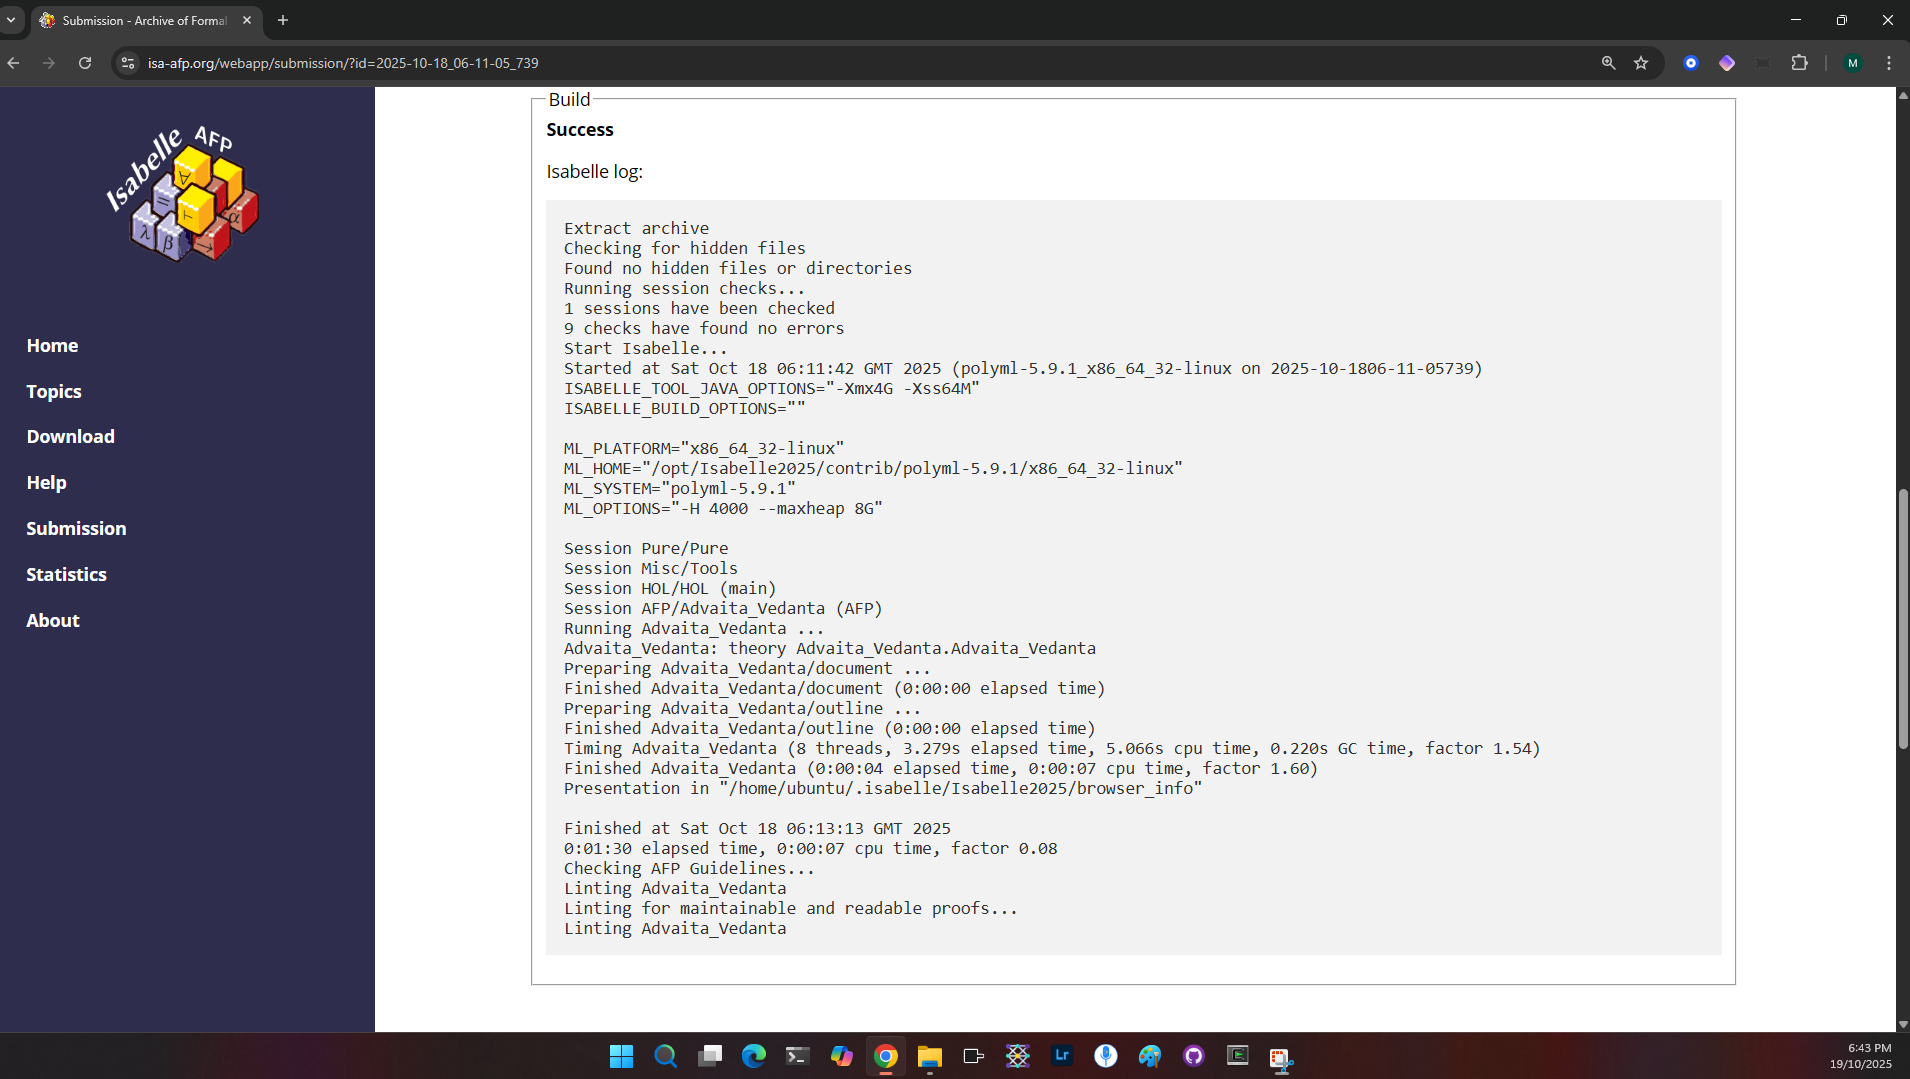 Submission - Archive of Formal
isa-afp.org/webapp/submission/?id=2025-10-18_06-11-05_739
M
Isabelle AFP
∀
=
⊢
α
λ
β
→
Home
Topics
Download
Help
Submission
Statistics
About
Build
Success
Isabelle log:
Extract archive
Checking for hidden files
Found no hidden files or directories
Running session checks...
1 sessions have been checked
9 checks have found no errors
Start Isabelle...
Started at Sat Oct 18 06:11:42 GMT 2025 (polyml-5.9.1_x86_64_32-linux on 2025-10-1806-11-05739)
ISABELLE_TOOL_JAVA_OPTIONS="-Xmx4G -Xss64M"
ISABELLE_BUILD_OPTIONS=""
ML_PLATFORM="x86_64_32-linux"
ML_HOME="/opt/Isabelle2025/contrib/polyml-5.9.1/x86_64_32-linux"
ML_SYSTEM="polyml-5.9.1"
ML_OPTIONS="-H 4000 --maxheap 8G"
Session Pure/Pure
Session Misc/Tools
Session HOL/HOL (main)
Session AFP/Advaita_Vedanta (AFP)
Running Advaita_Vedanta ...
Advaita_Vedanta: theory Advaita_Vedanta.Advaita_Vedanta
Preparing Advaita_Vedanta/document ...
Finished Advaita_Vedanta/document (0:00:00 elapsed time)
Preparing Advaita_Vedanta/outline ...
Finished Advaita_Vedanta/outline (0:00:00 elapsed time)
Timing Advaita_Vedanta (8 threads, 3.279s elapsed time, 5.066s cpu time, 0.220s GC time, factor 1.54)
Finished Advaita_Vedanta (0:00:04 elapsed time, 0:00:07 cpu time, factor 1.60)
Presentation in "/home/ubuntu/.isabelle/Isabelle2025/browser_info"
Finished at Sat Oct 18 06:13:13 GMT 2025
0:01:30 elapsed time, 0:00:07 cpu time, factor 0.08
Checking AFP Guidelines...
Linting Advaita_Vedanta
Linting for maintainable and readable proofs...
Linting Advaita_Vedanta
Lr
6:43 PM
19/10/2025